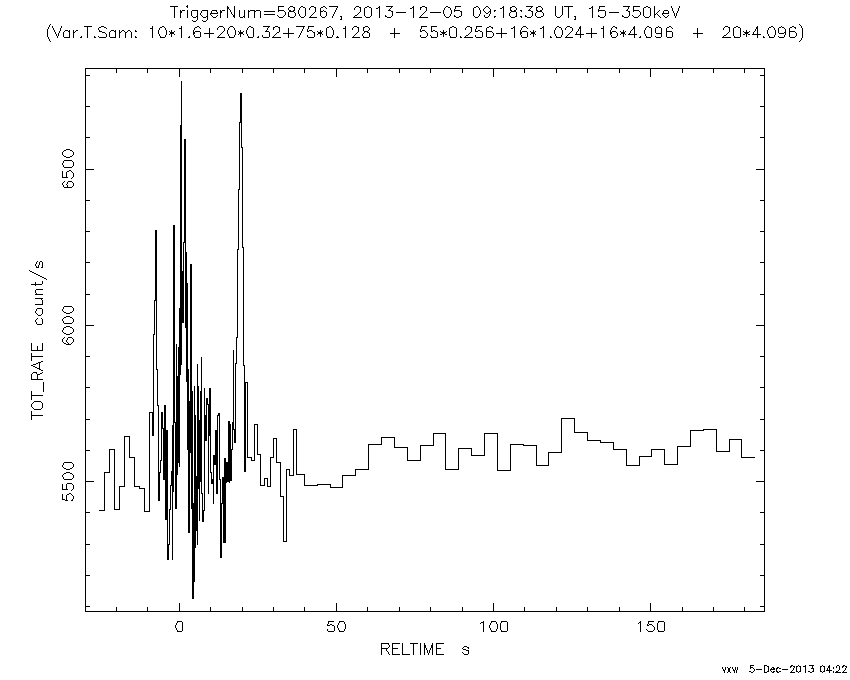 TriggerNum=580267, 2013-12-05 09:18:38 UT, 15-350keV
(Var.T.Sam: 10*1.6+20*0.32+75*0.128 + 55*0.256+16*1.024+16*4.096 + 20*4.096)
TOT_RATE count/s
6500
6000
5500
0 50 100 150
RELTIME s
vxw 5-Dec-2013 04:22